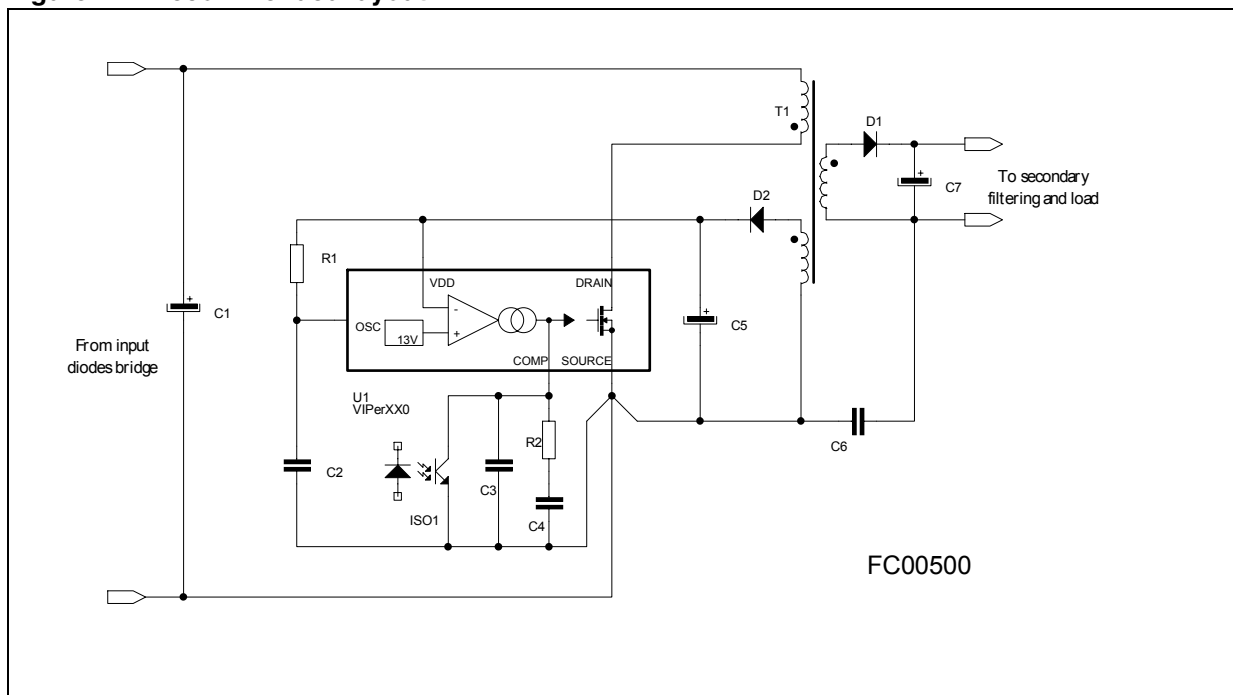 T1
D1
+
C7
To secondary
filtering and load
D2
R1
VDD
DRAIN
-
+
OSC
13V
COMP
SOURCE
+
C5
+
C1
From input
diodes bridge
U1
VIPerXX0
R2
C6
C2
C3
ISO1
C4
FC00500